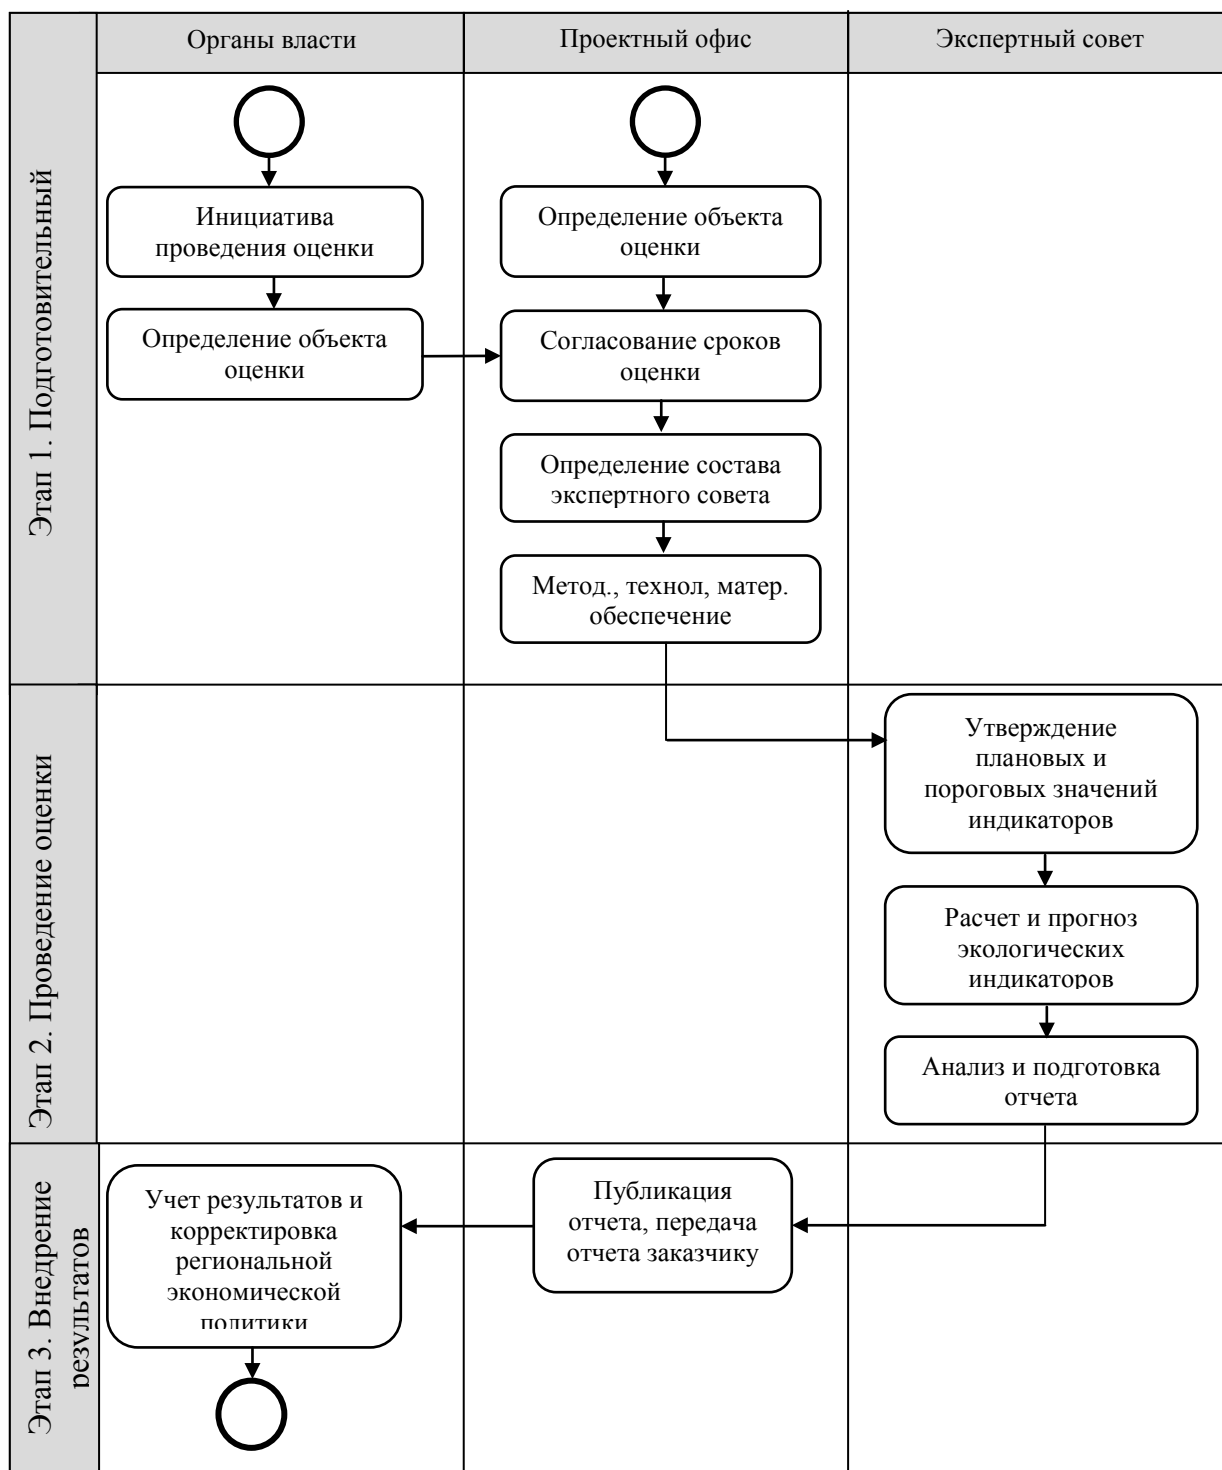 Органы власти
Проектный офис
Экспертный совет
Этап 1. Подготовительный
Инициатива
проведения оценки
Определение объекта
оценки
Определение объекта
оценки
Согласование сроков
оценки
Определение состава
экспертного совета
Метод., технол, матер.
обеспечение
Этап 2. Проведение оценки
Утверждение
плановых и
пороговых значений
индикаторов
Расчет и прогноз
экологических
индикаторов
Анализ и подготовка
отчета
Этап 3. Внедрение
результатов
Учет результатов и
корректировка
региональной
экономической
политики
Публикация
отчета, передача
отчета заказчику